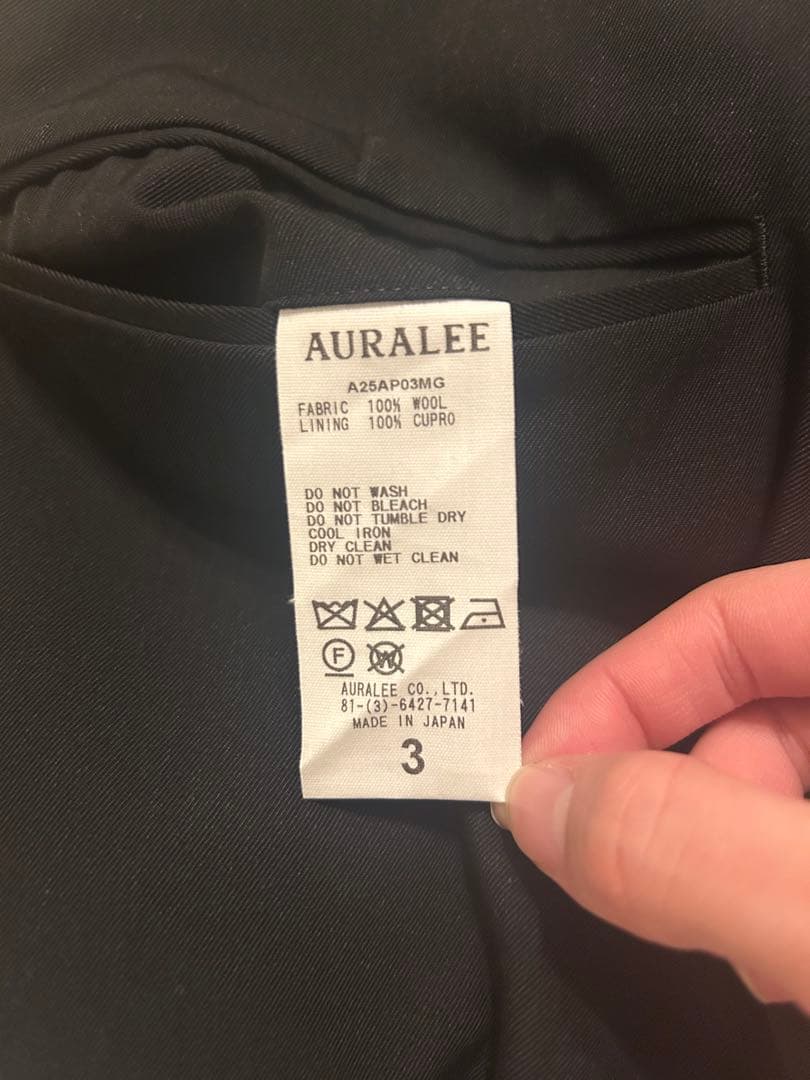 AURALEE
A25AP03MG
FABRIC 100% WOOL
LINING 100% CUPRO
DO NOT WASH
DO NOT BLEACH
DO NOT TUMBLE DRY
COOL IRON
DRY CLEAN
DO NOT WET CLEAN
F W
AURALEE CO.,LTD.
81-(3)-6427-7141
MADE IN JAPAN
3